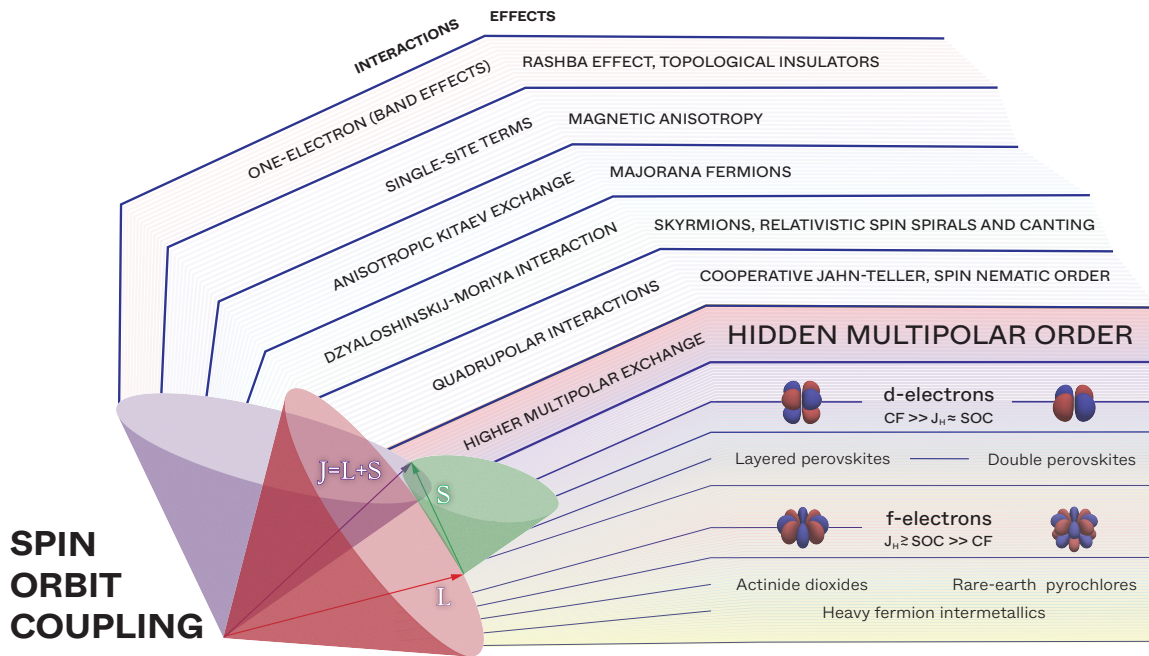 INTERACTIONS
EFFECTS
ONE-ELECTRON (BAND EFFECTS)
RASHBA EFFECT, TOPOLOGICAL INSULATORS
SINGLE-SITE TERMS
MAGNETIC ANISOTROPY
ANISOTROPIC KITAEV EXCHANGE
MAJORANA FERMIONS
DZYALOSHINSKIJ-MORIYA INTERACTION
SKYRMIONS, RELATIVISTIC SPIN SPIRALS AND CANTING
QUADRUPOLAR INTERACTIONS
COOPERATIVE JAHN-TELLER, SPIN NEMATIC ORDER
HIGHER MULTIPOLAR EXCHANGE
HIDDEN MULTIPOLAR ORDER
d-electrons
CF >> J_H ≈ SOC
Layered perovskites
Double perovskites
f-electrons
J_H ≥ SOC >> CF
Actinide dioxides
Rare-earth pyrochlores
Heavy fermion intermetallics
J=L+S
S
L
SPIN
ORBIT
COUPLING